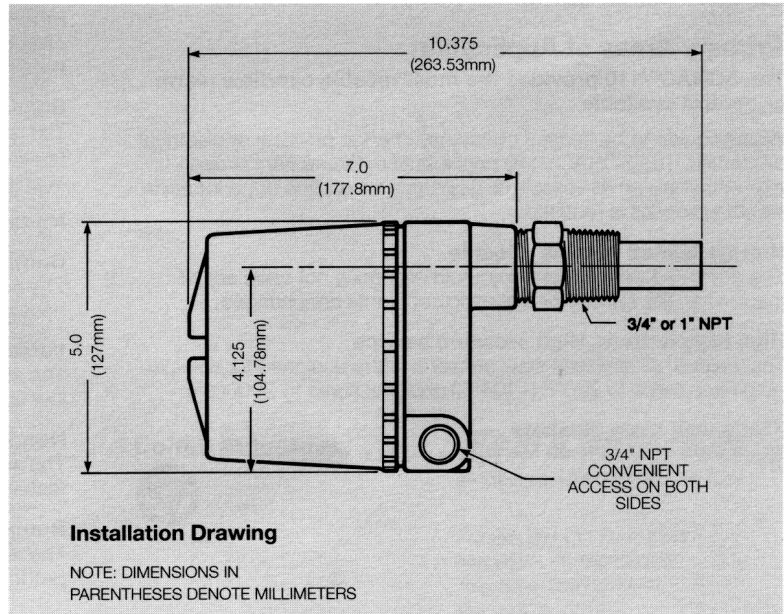 10.375
(263.53mm)
7.0
(177.8mm)
5.0
(127mm)
4.125
(104.78mm)
3/4" or 1" NPT
3/4" NPT
CONVENIENT
ACCESS ON BOTH
SIDES
Installation Drawing
NOTE: DIMENSIONS IN
PARENTHESES DENOTE MILLIMETERS